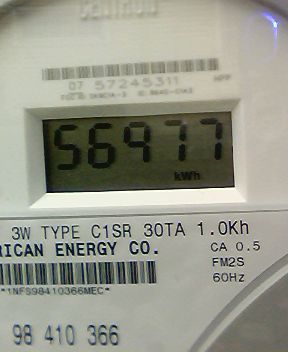 07 57245311
56977
kWh
3W TYPE C1SR 30TA 1.0Kh
RICAN ENERGY CO.
CA 0.5
FM2S
60Hz
*1NFS98410366MEC*
98 410 366